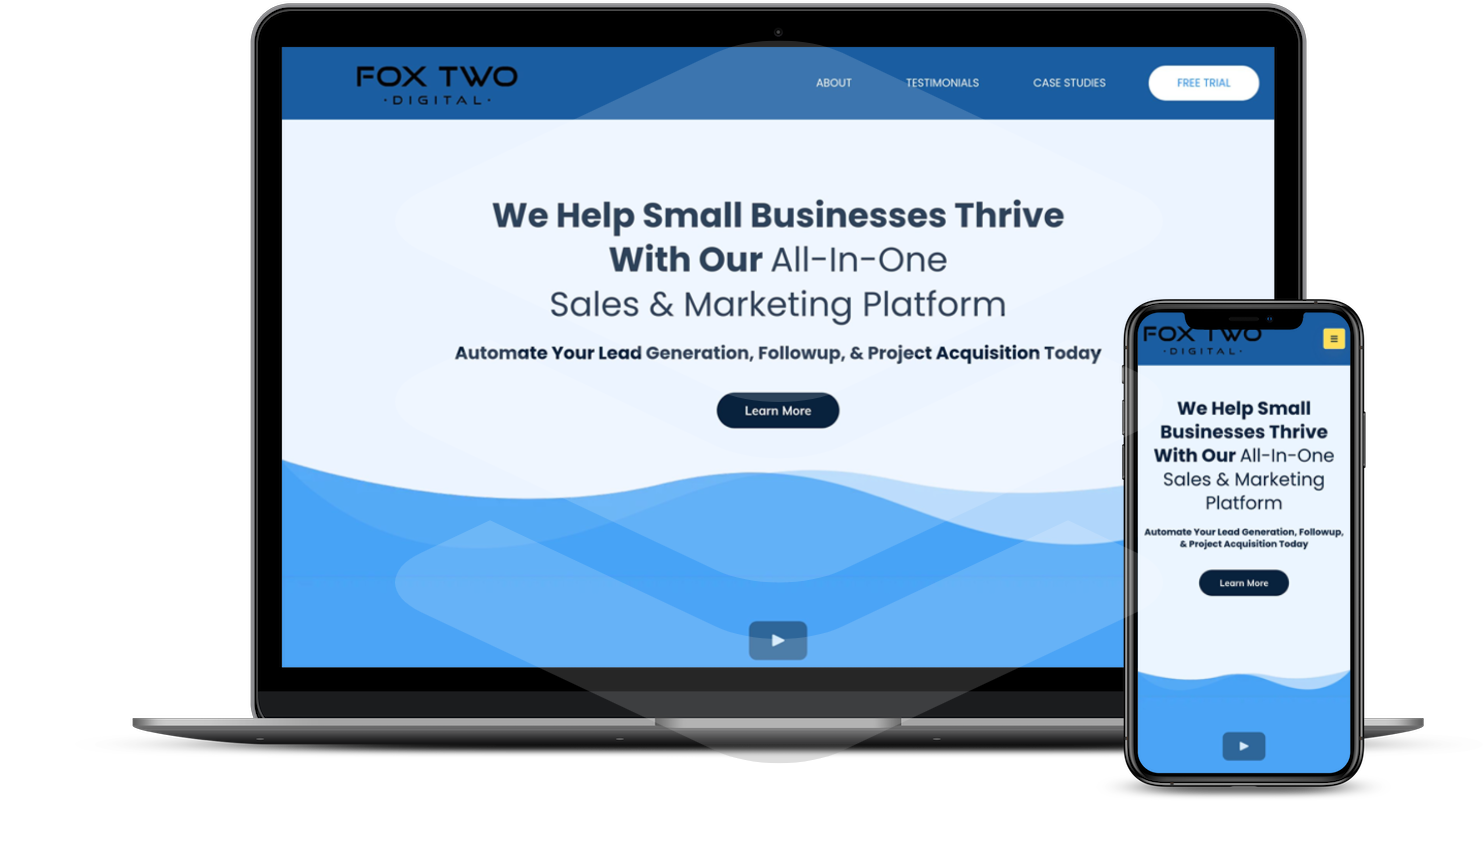 FOX TWO
·DIGITAL·
ABOUT
TESTIMONIALS
CASE STUDIES
FREE TRIAL
We Help Small Businesses Thrive
With Our All-In-One
Sales & Marketing Platform
Automate Your Lead Generation, Followup, & Project Acquisition Today
Learn More
FOX TWO
·DIGITAL·
We Help Small
Businesses Thrive
With Our All-In-One
Sales & Marketing
Platform
Automate Your Lead Generation, Followup,
& Project Acquisition Today
Learn More